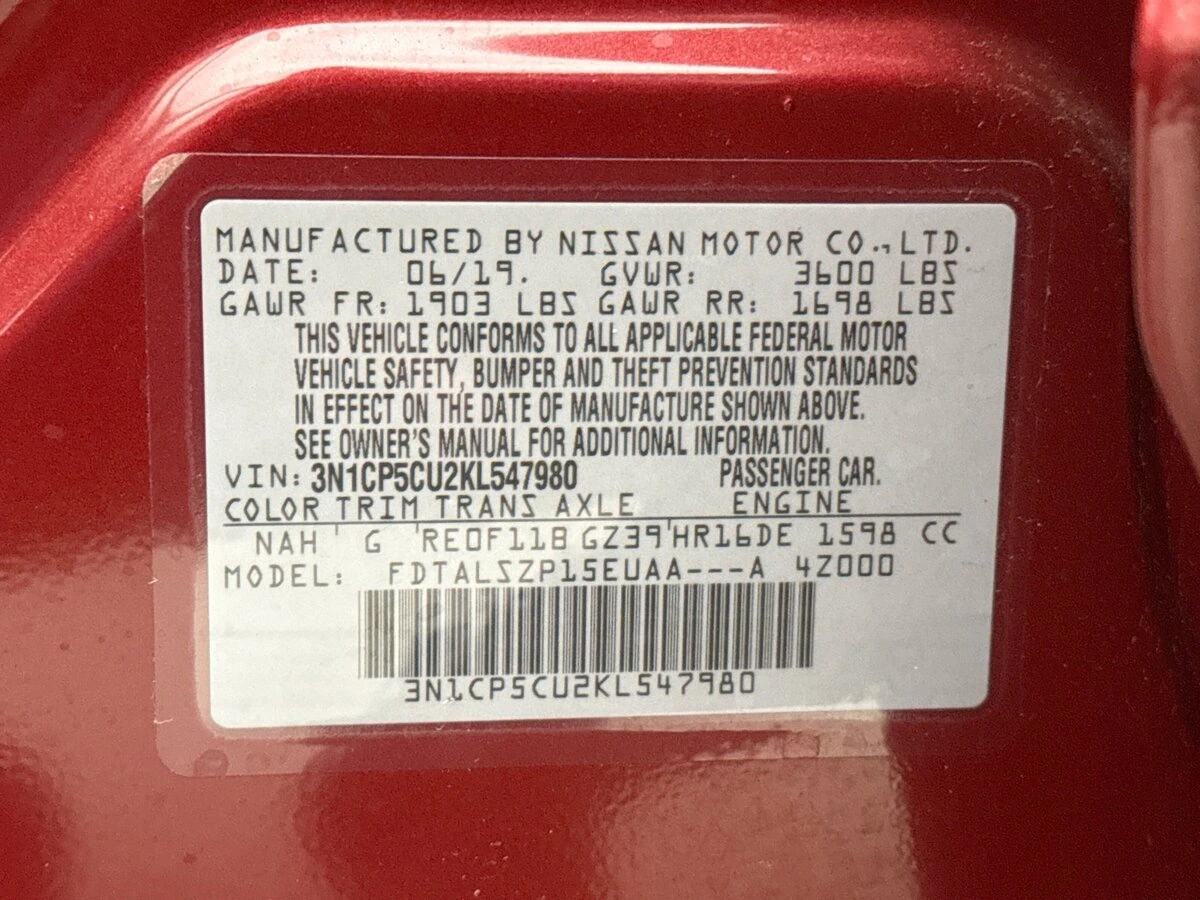 MANUFACTURED BY NISSAN MOTOR CO., LTD.
DATE: 06/19. GVWR: 3600 LBS
GAWR FR: 1903 LBS GAWR RR: 1698 LBS
THIS VEHICLE CONFORMS TO ALL APPLICABLE FEDERAL MOTOR
VEHICLE SAFETY, BUMPER AND THEFT PREVENTION STANDARDS
IN EFFECT ON THE DATE OF MANUFACTURE SHOWN ABOVE.
SEE OWNER'S MANUAL FOR ADDITIONAL INFORMATION.
VIN: 3N1CP5CU2KL547980 PASSENGER CAR.
COLOR TRIM TRANS AXLE ENGINE
NAH G RE0F11B GZ39 HR16DE 1598 CC
MODEL: FDTALSZP15EUAA---A 4Z000
3N1CP5CU2KL547980